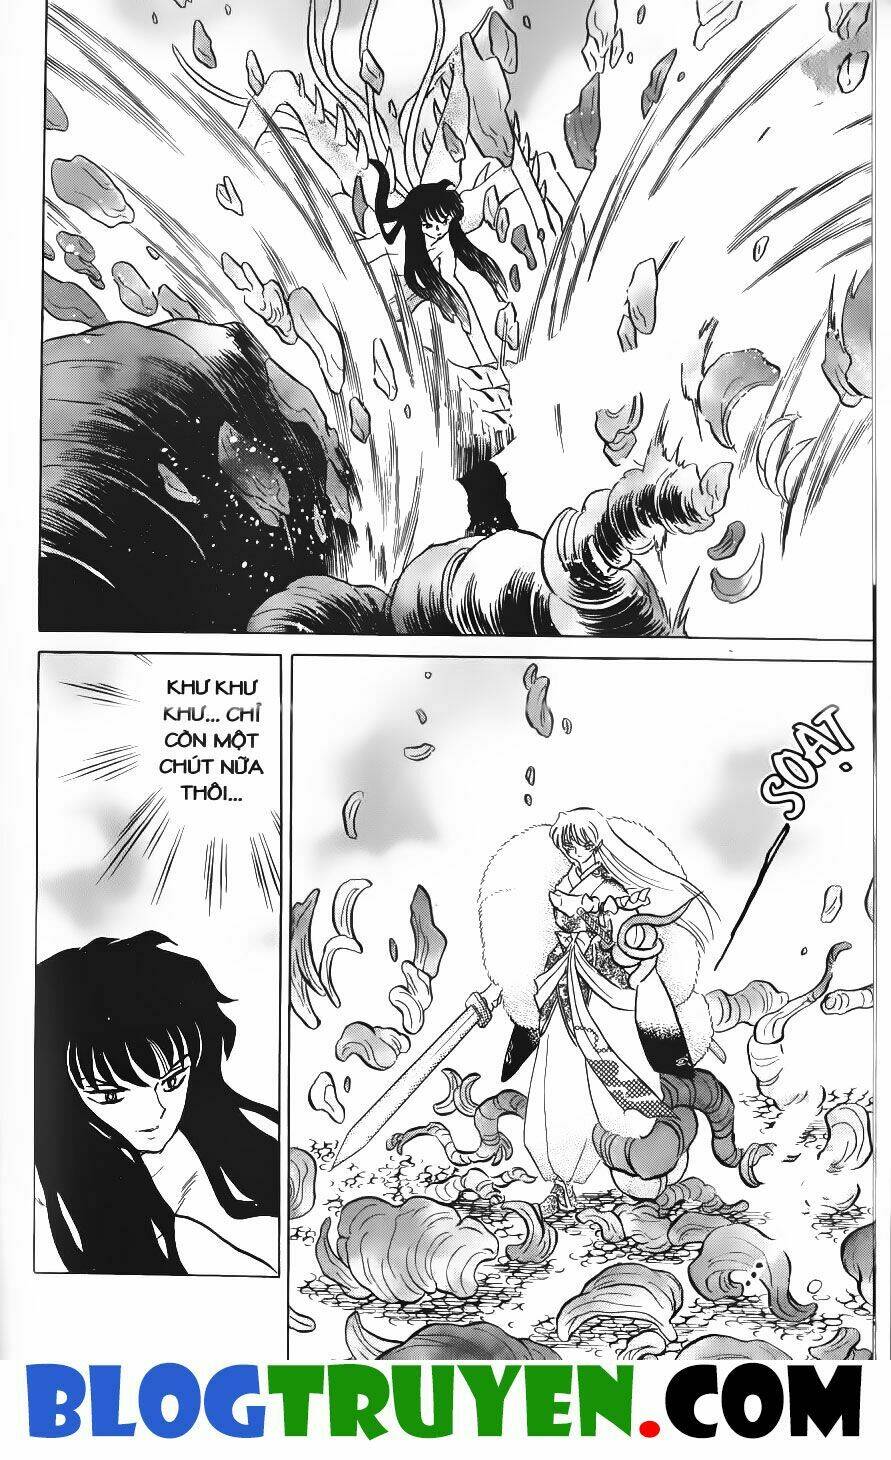 KHƯ KHƯ
KHƯ... CHỈ
CÒN MỘT
CHÚT NỮA
THÔI...
SOẠT
BLOGTRUYEN.COM